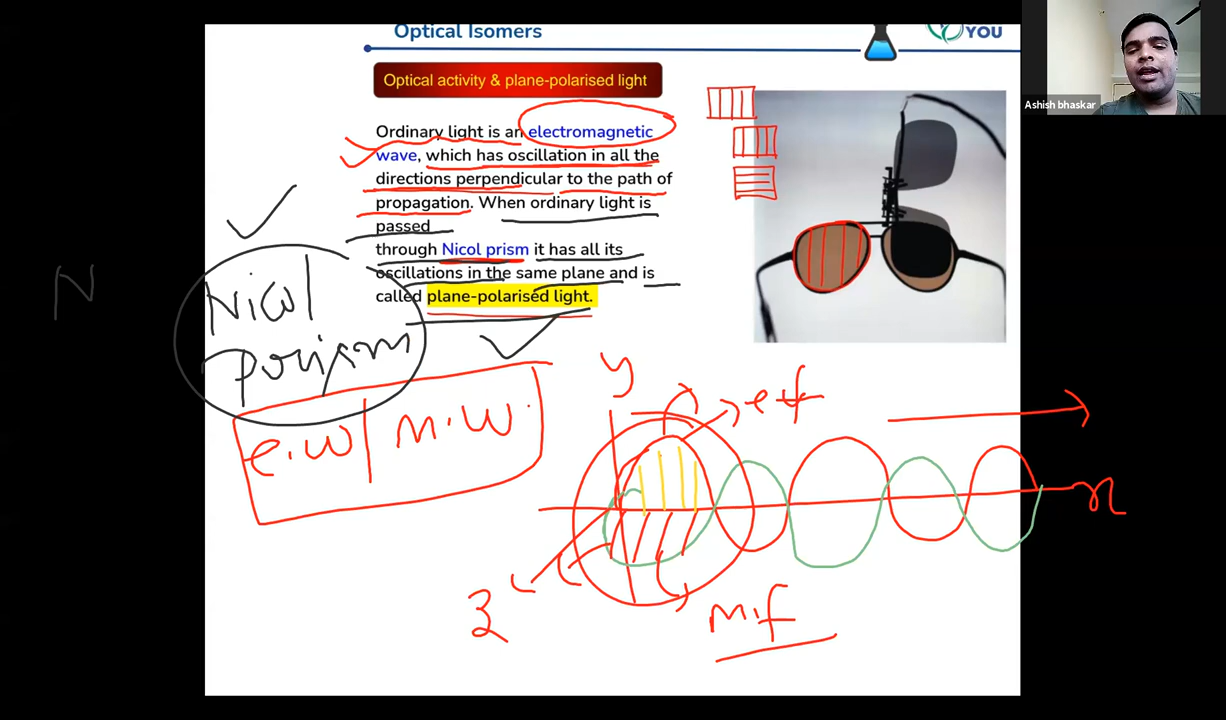 Optical Isomers
YOU
Optical activity & plane-polarised light
Ordinary light is an electromagnetic
wave, which has oscillation in all the
directions perpendicular to the path of
propagation. When ordinary light is
passed
through Nicol prism it has all its
oscillations in the same plane and is
called plane-polarised light.
Ashish bhaskar
N
Nicol
prism
e.w/ m.w.
y
e f
x
z
m.f